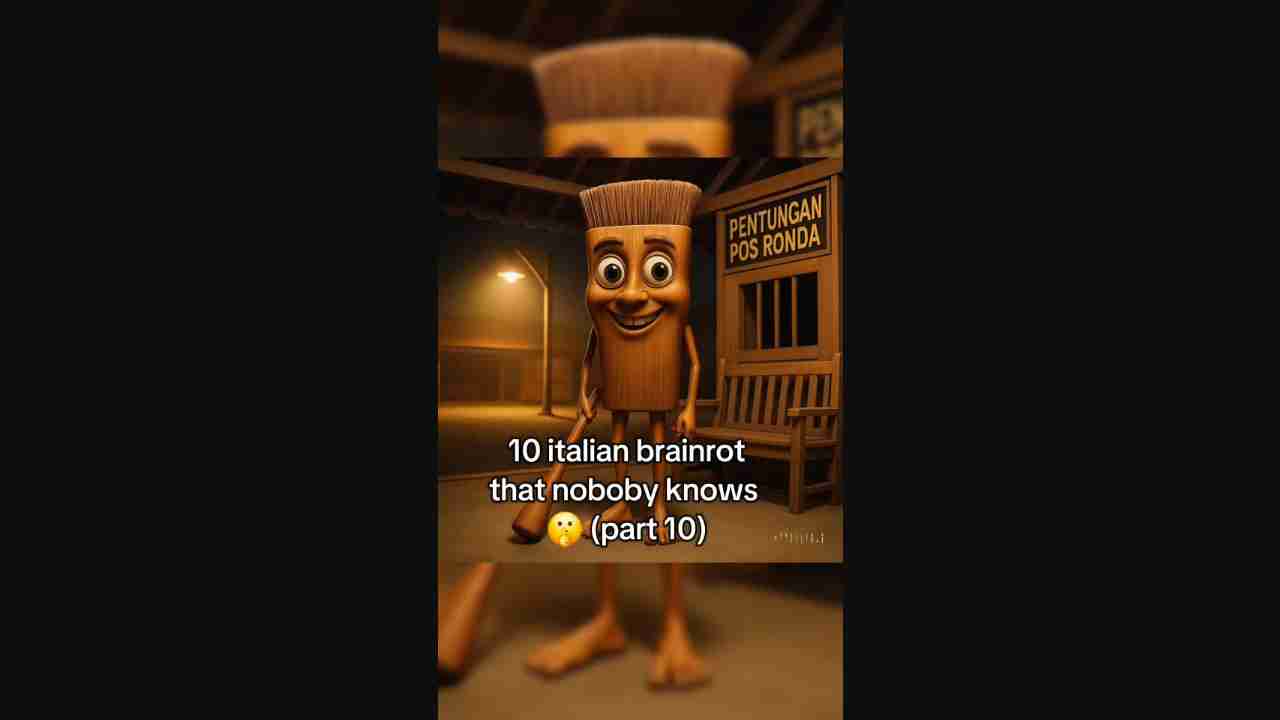 PENTUNGAN
POS RONDA
10 italian brainrot
that noboby knows
🤫 (part 10)